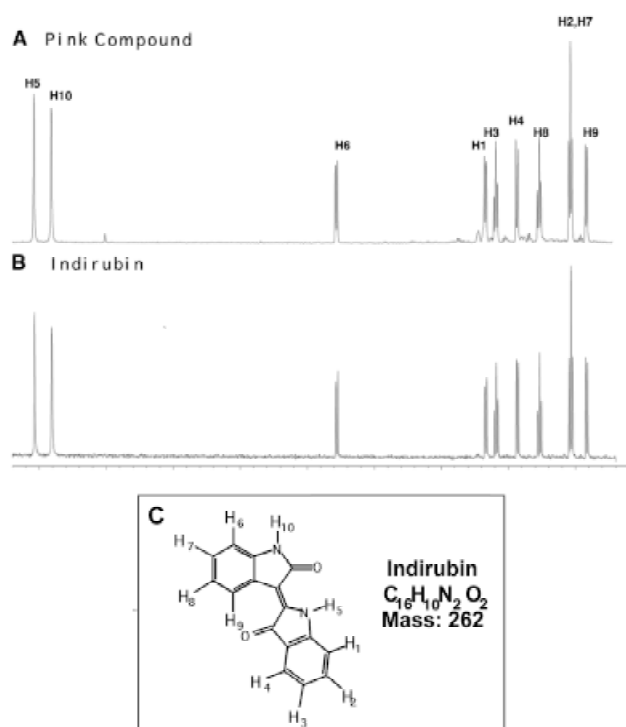 A Pink Compound
H5
H10
H6
H1
H3
H4
H8
H2,H7
H9
B Indirubin
C
H6
H10
N
H7
O
H8
H9
N
H5
O
H1
H4
H2
H3
Indirubin
C16H10N2O2
Mass: 262